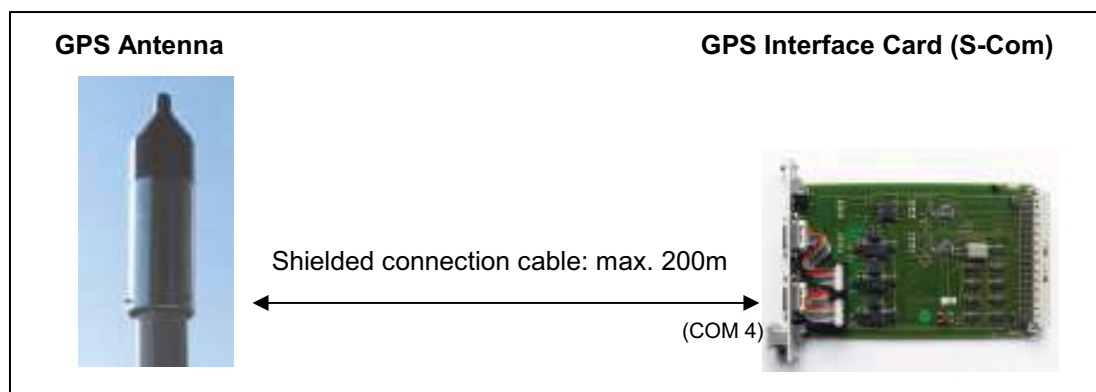 GPS Antenna
GPS Interface Card (S-Com)
Shielded connection cable: max. 200m
(COM 4)